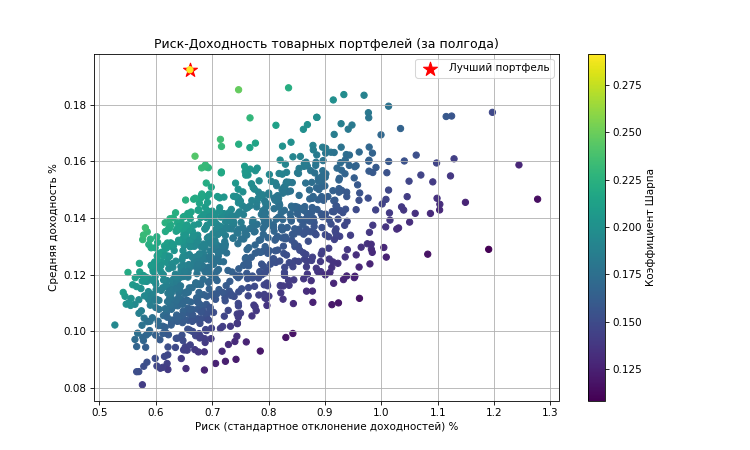 Риск-Доходность товарных портфелей (за полгода)
Лучший портфель
Средняя доходность %
0.18
0.16
0.14
0.12
0.10
0.08
0.5 0.6 0.7 0.8 0.9 1.0 1.1 1.2 1.3
Риск (стандартное отклонение доходностей) %
0.275
0.250
0.225
0.200
0.175
0.150
0.125
Коэффициент Шарпа